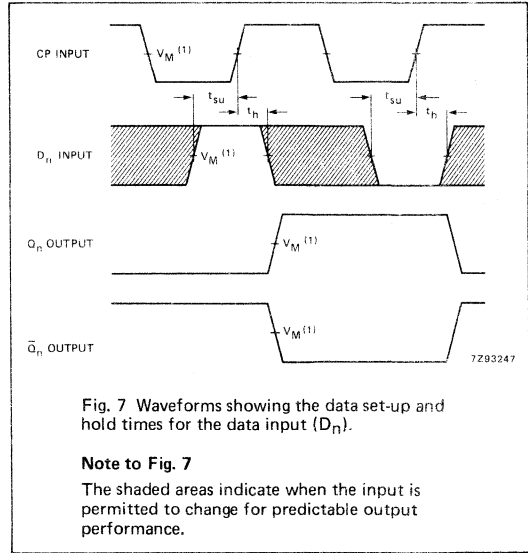 CP INPUT
V_M (1)
t_su
t_h
t_su
t_h
D_n INPUT
V_M (1)
Q_n OUTPUT
V_M (1)
Q̄_n OUTPUT
V_M (1)
7Z93247
Fig. 7 Waveforms showing the data set-up and
hold times for the data input (D_n).
Note to Fig. 7
The shaded areas indicate when the input is
permitted to change for predictable output
performance.